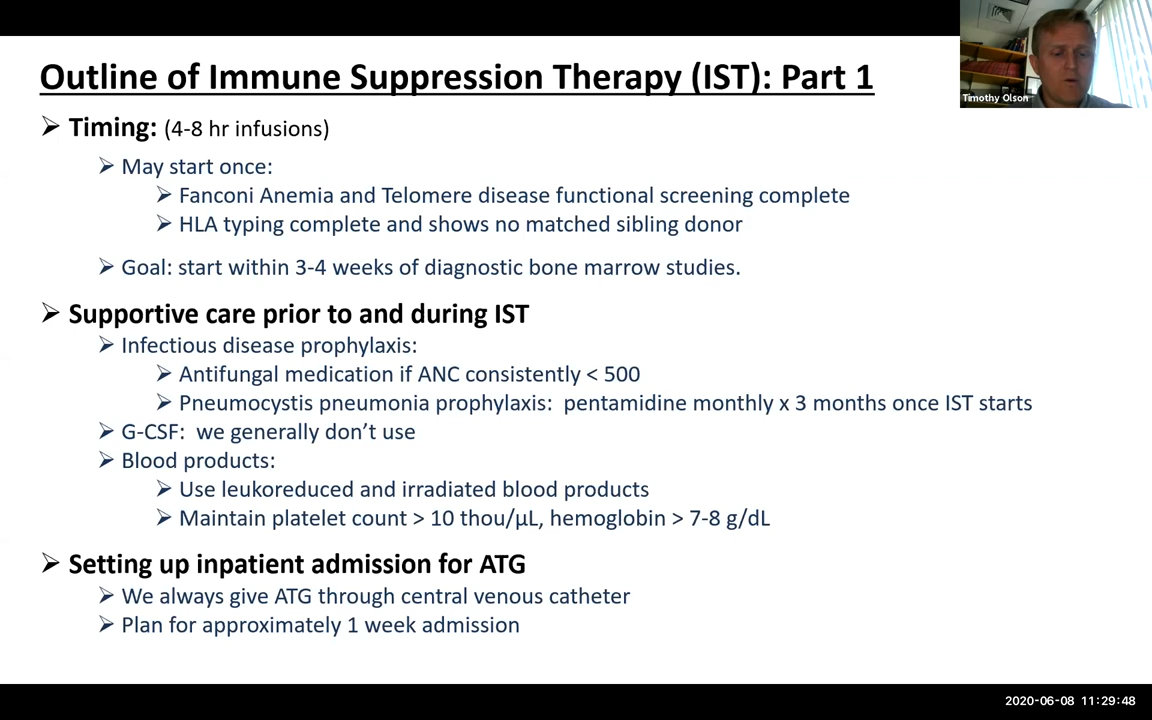 Outline of Immune Suppression Therapy (IST): Part 1
Timothy Olson
➤ Timing: (4-8 hr infusions)
➤ May start once:
➤ Fanconi Anemia and Telomere disease functional screening complete
➤ HLA typing complete and shows no matched sibling donor
➤ Goal: start within 3-4 weeks of diagnostic bone marrow studies.
➤ Supportive care prior to and during IST
➤ Infectious disease prophylaxis:
➤ Antifungal medication if ANC consistently < 500
➤ Pneumocystis pneumonia prophylaxis: pentamidine monthly x 3 months once IST starts
➤ G-CSF: we generally don’t use
➤ Blood products:
➤ Use leukoreduced and irradiated blood products
➤ Maintain platelet count > 10 thou/µL, hemoglobin > 7-8 g/dL
➤ Setting up inpatient admission for ATG
➤ We always give ATG through central venous catheter
➤ Plan for approximately 1 week admission
2020-06-08 11:29:48